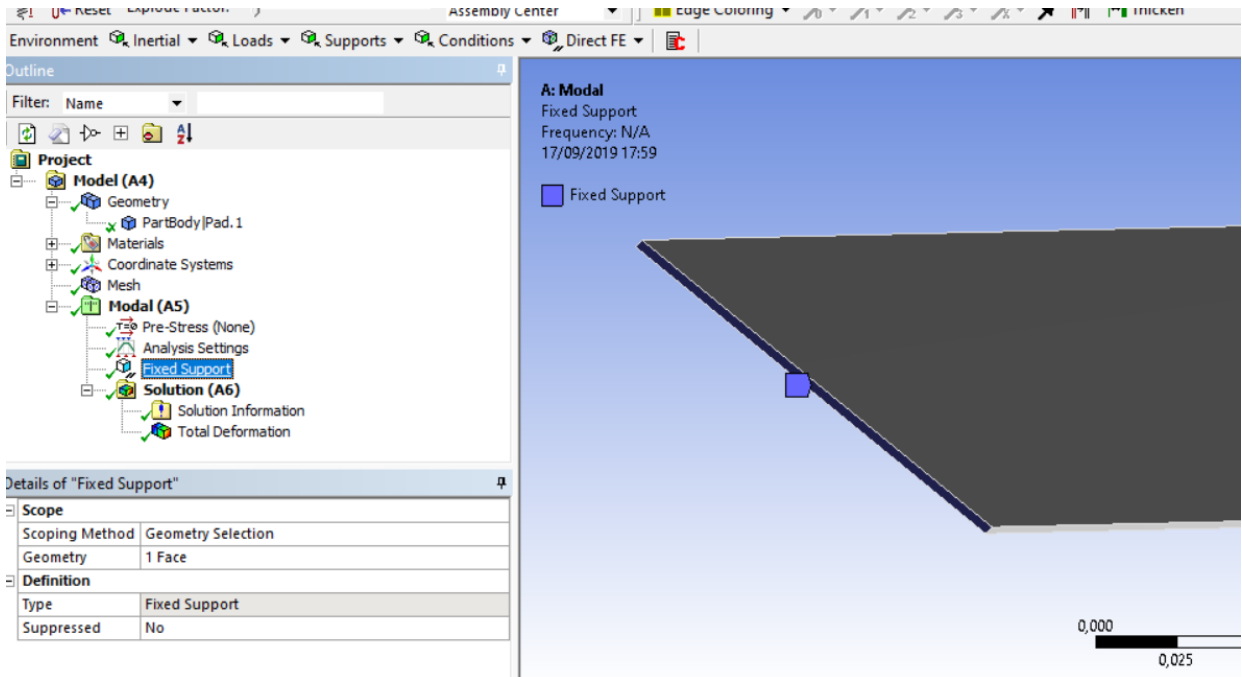 Reset Explode Factor: Assembly Center Edge Coloring Thicken
Environment Inertial Loads Supports Conditions Direct FE
Outline
Filter: Name
Project
Model (A4)
Geometry
PartBody|Pad.1
Materials
Coordinate Systems
Mesh
Modal (A5)
T=0 Pre-Stress (None)
Analysis Settings
Fixed Support
Solution (A6)
Solution Information
Total Deformation
Details of "Fixed Support"
Scope
Scoping Method Geometry Selection
Geometry 1 Face
Definition
Type Fixed Support
Suppressed No
A: Modal
Fixed Support
Frequency: N/A
17/09/2019 17:59
Fixed Support
0,000
0,025